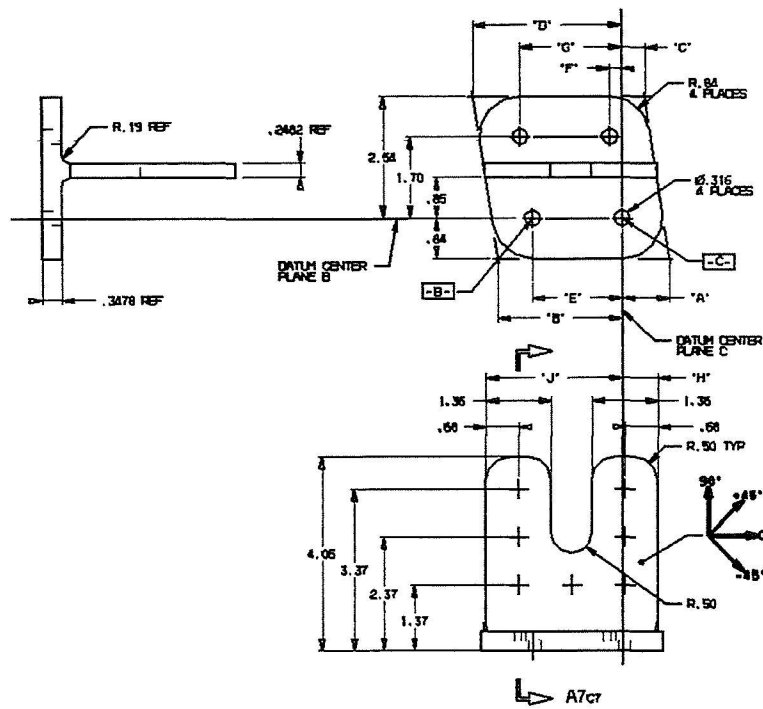 "D"
"G"
"C"
"F"
R.84
4 PLACES
R.19 REF
.2482 REF
2.54
1.70
.85
.84
Ø.316
4 PLACES
DATUM CENTER
PLANE B
-B-
-C-
.3478 REF
"E"
"A"
"B"
DATUM CENTER
PLANE C
"J"
"H"
1.36
1.36
.68
.68
R.50 TYP
90°
+45°
0
-45°
4.05
3.37
2.37
1.37
R.50
A7C7